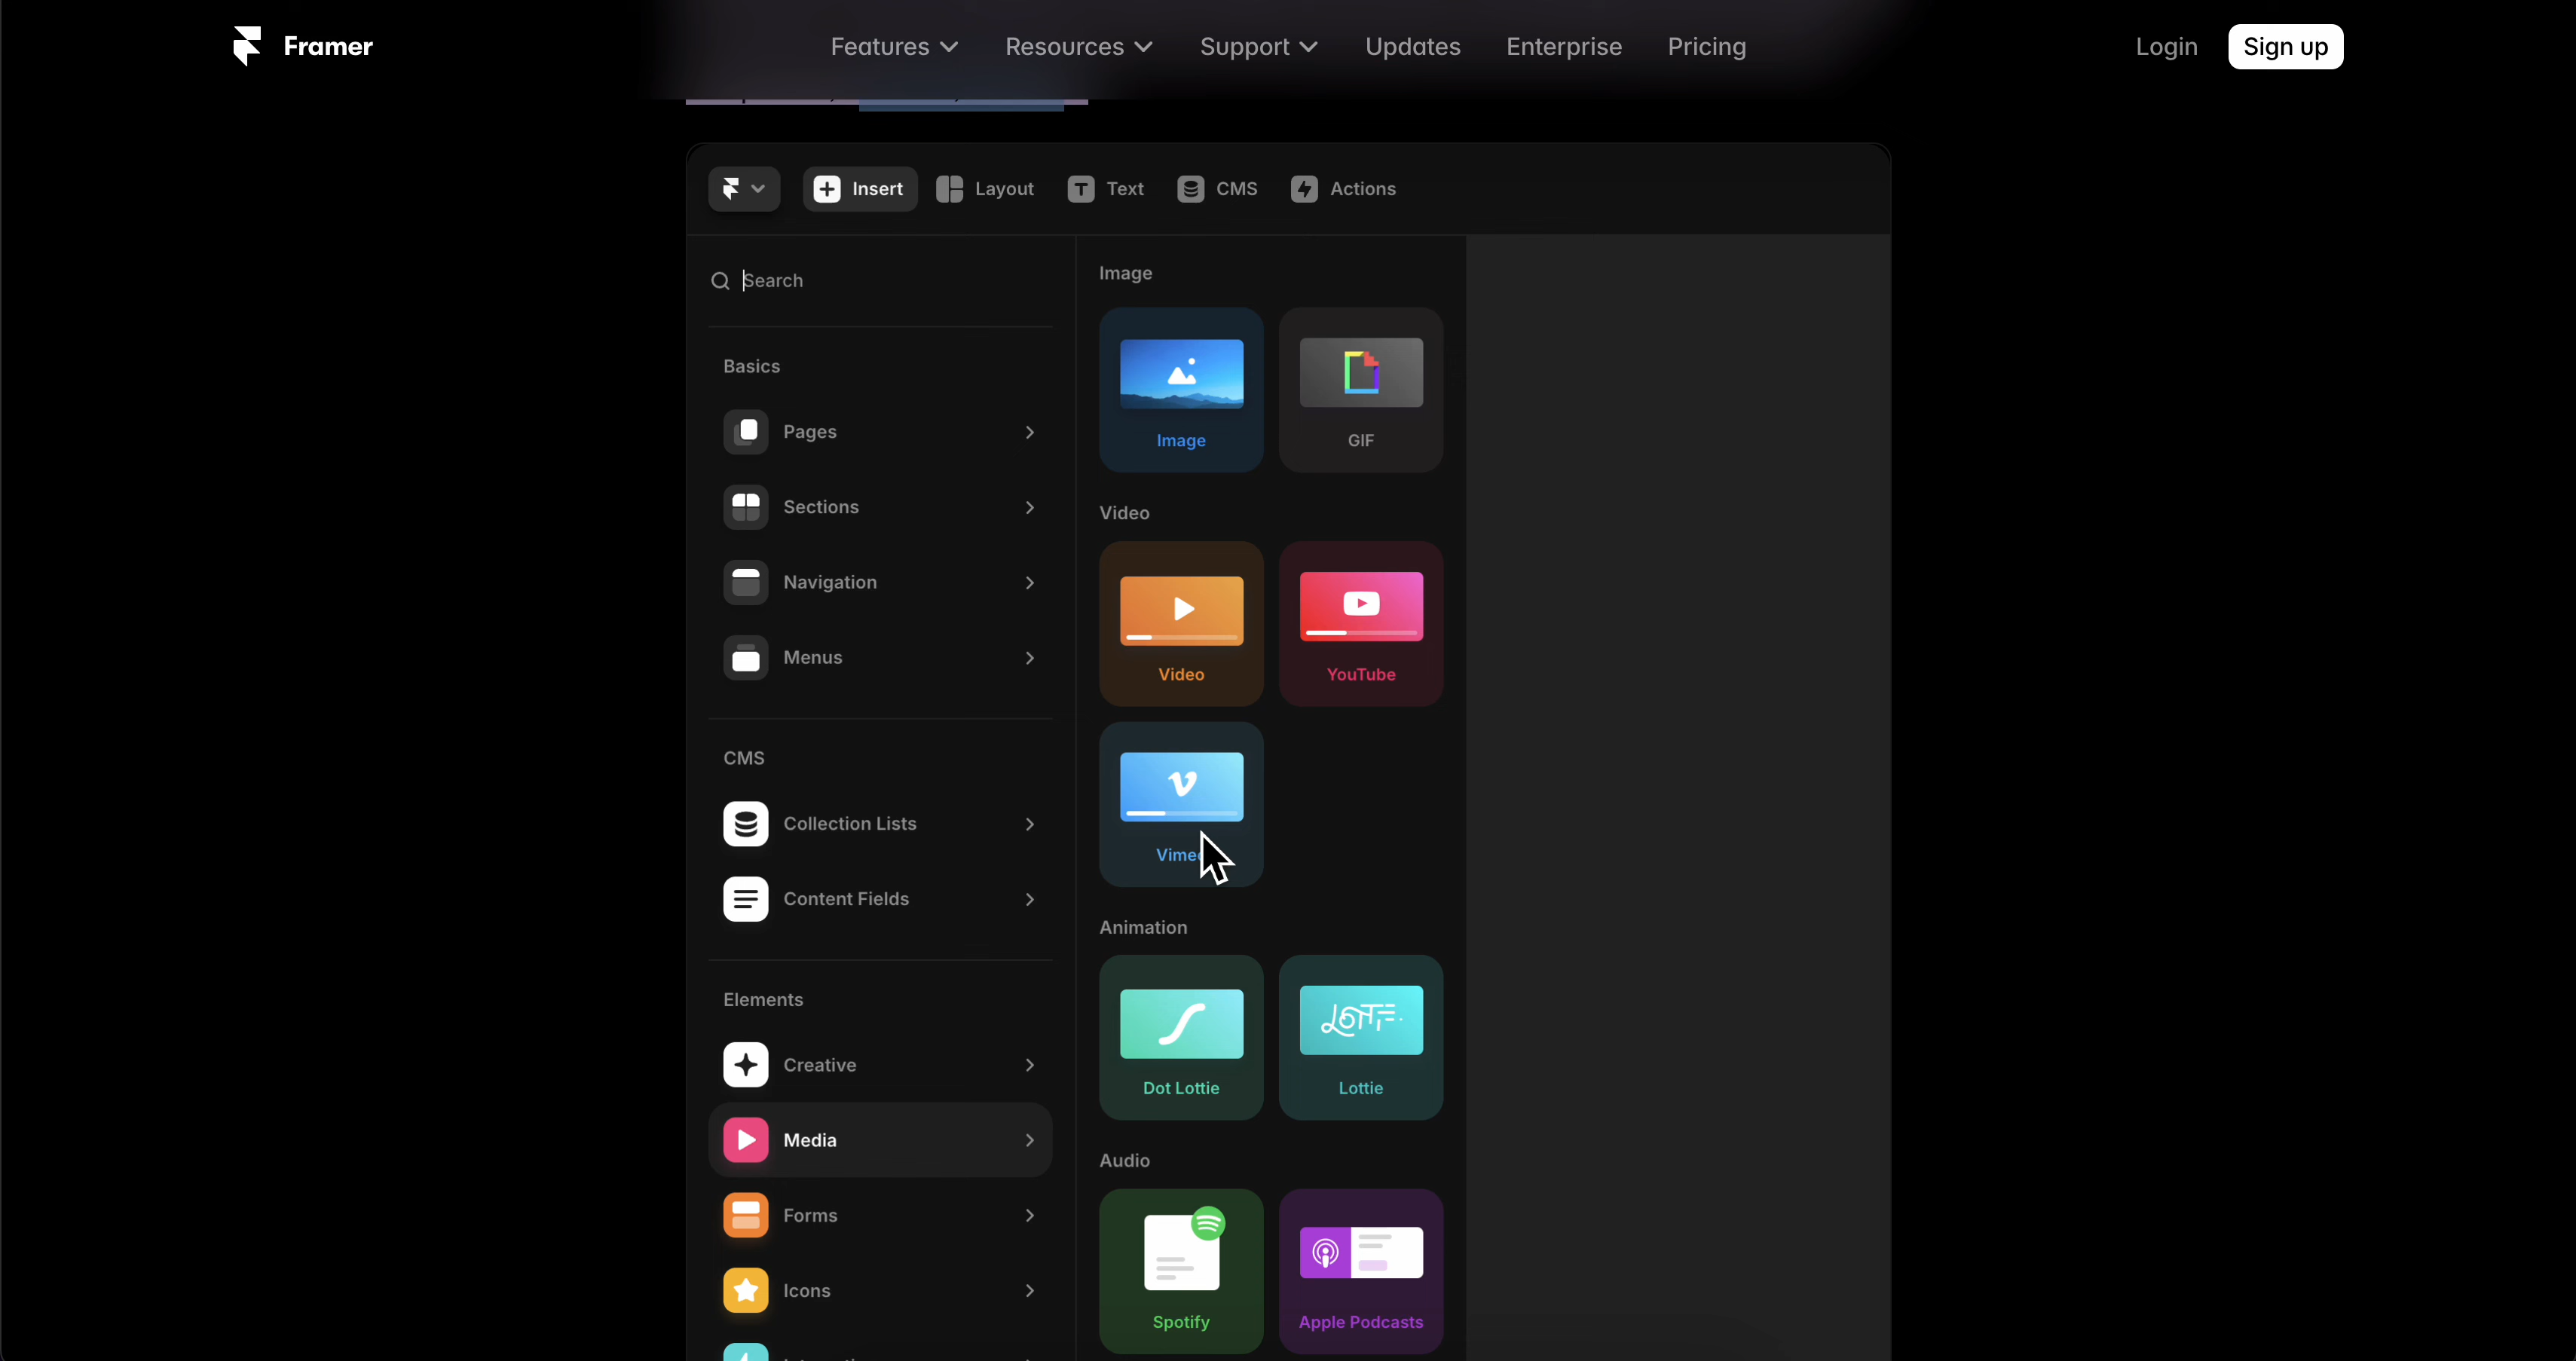 Framer Features Resources Support Updates Enterprise Pricing Login Sign up
Insert Layout Text CMS Actions
Search
Basics
Pages
Sections
Navigation
Menus
CMS
Collection Lists
Content Fields
Elements
Creative
Media
Forms
Icons
Image
Image GIF
Video
Video YouTube
Animation
Dot Lottie Lottie
Audio
Spotify Apple Podcasts